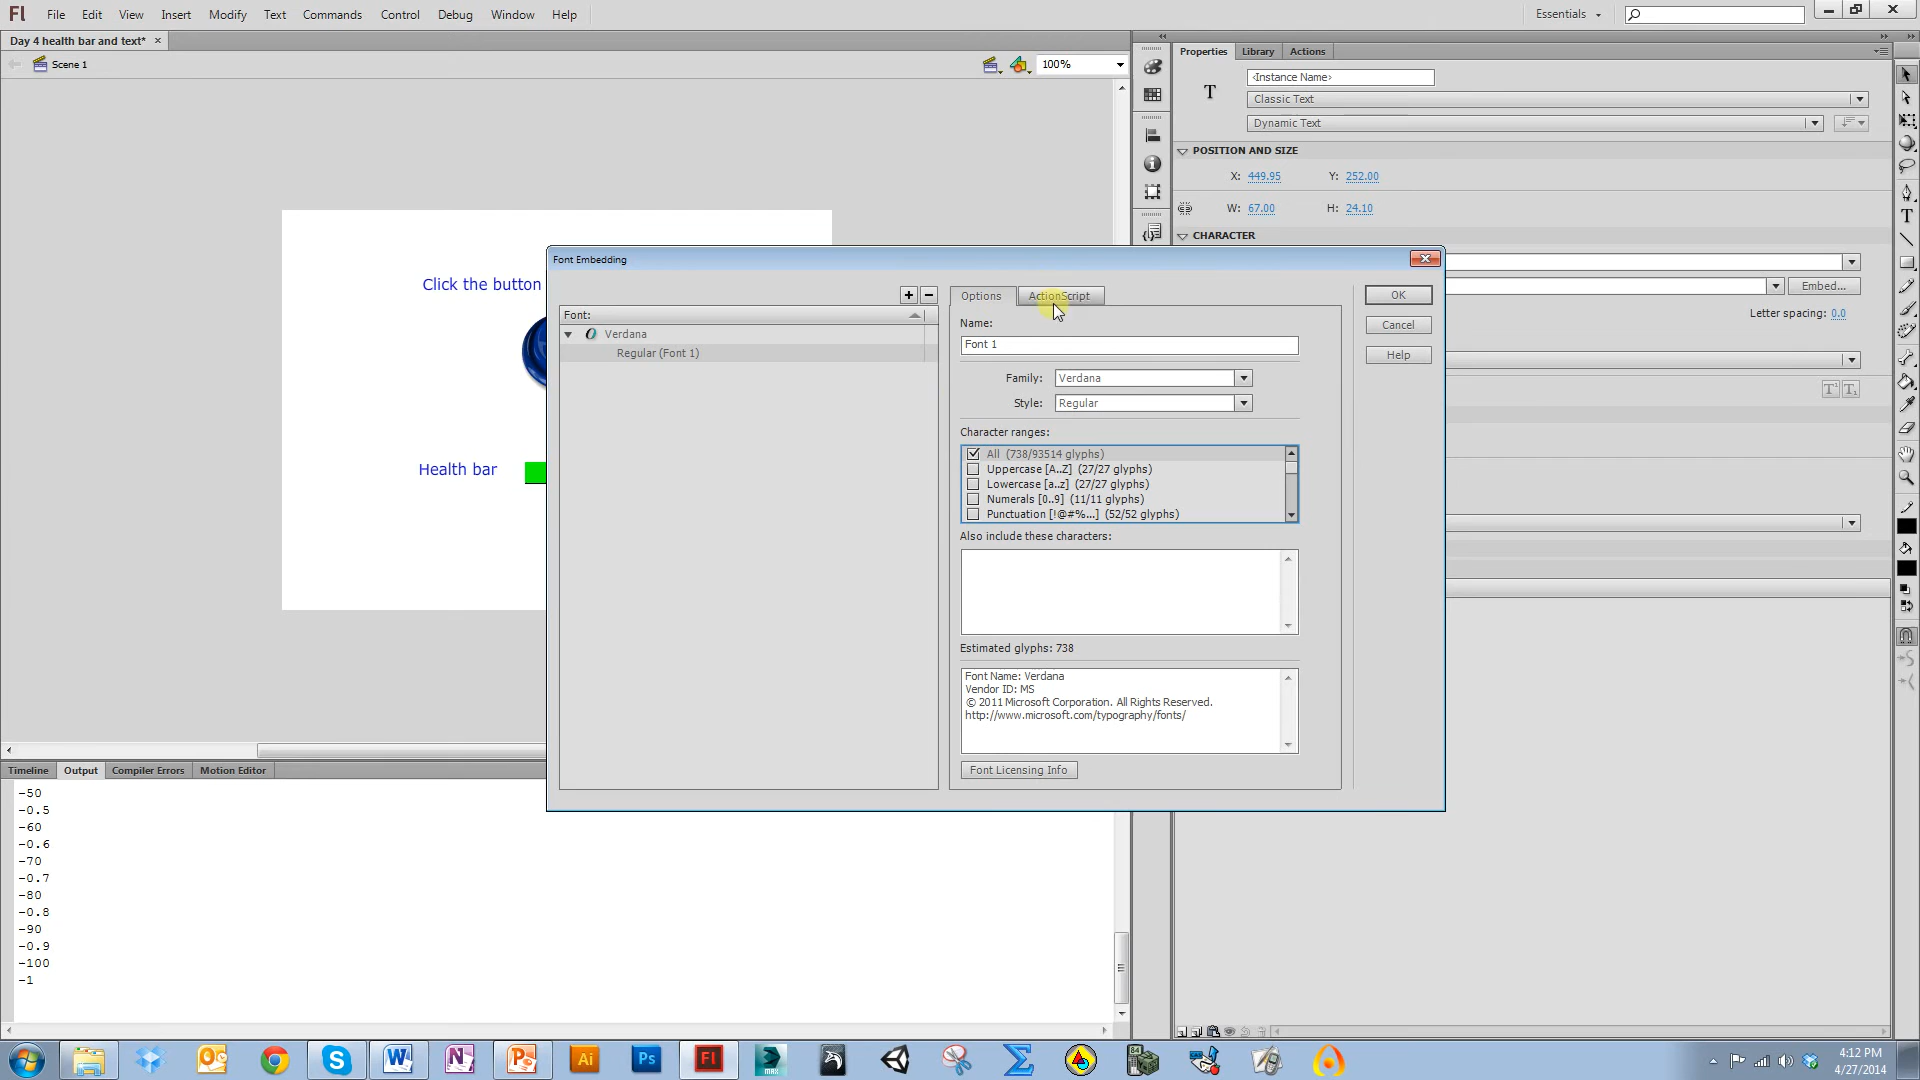 Fl File Edit View Insert Modify Text Commands Control Debug Window Help Essentials
Day 4 health bar and text*
Scene 1
100%
Properties Library Actions
<Instance Name>
T
Classic Text
Dynamic Text
POSITION AND SIZE
X: 449.95 Y: 252.00
W: 67.00 H: 24.10
CHARACTER
Embed...
Letter spacing: 0.0
Click the button
Health bar
Font Embedding
Font:
Verdana
Regular (Font 1)
Options ActionScript
Name:
Font 1
Family: Verdana
Style: Regular
Character ranges:
All (738/93514 glyphs)
Uppercase [A..Z] (27/27 glyphs)
Lowercase [a..z] (27/27 glyphs)
Numerals [0..9] (11/11 glyphs)
Punctuation [!@#%...] (52/52 glyphs)
Also include these characters:
Estimated glyphs: 738
Font Name: Verdana
Vendor ID: MS
© 2011 Microsoft Corporation. All Rights Reserved.
http://www.microsoft.com/typography/fonts/
Font Licensing Info
OK
Cancel
Help
Timeline Output Compiler Errors Motion Editor
-50
-0.5
-60
-0.6
-70
-0.7
-80
-0.8
-90
-0.9
-100
-1
4:12 PM
4/27/2014